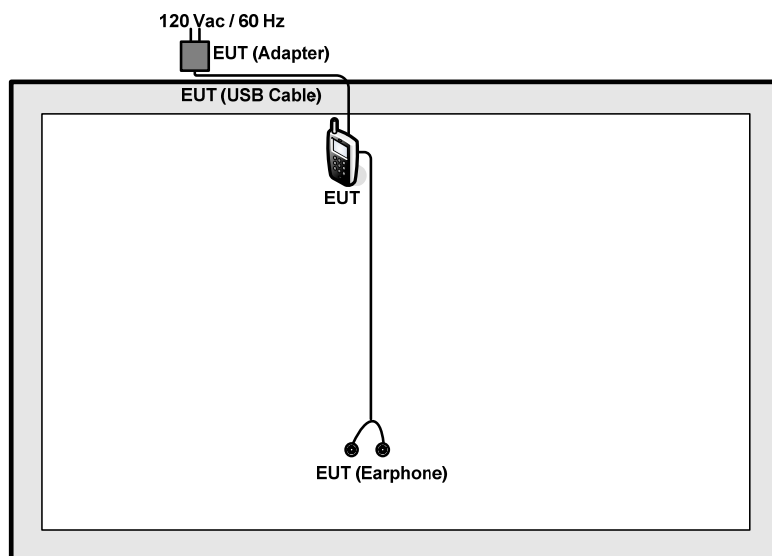 120 Vac / 60 Hz
EUT (Adapter)
EUT (USB Cable)
EUT
EUT (Earphone)